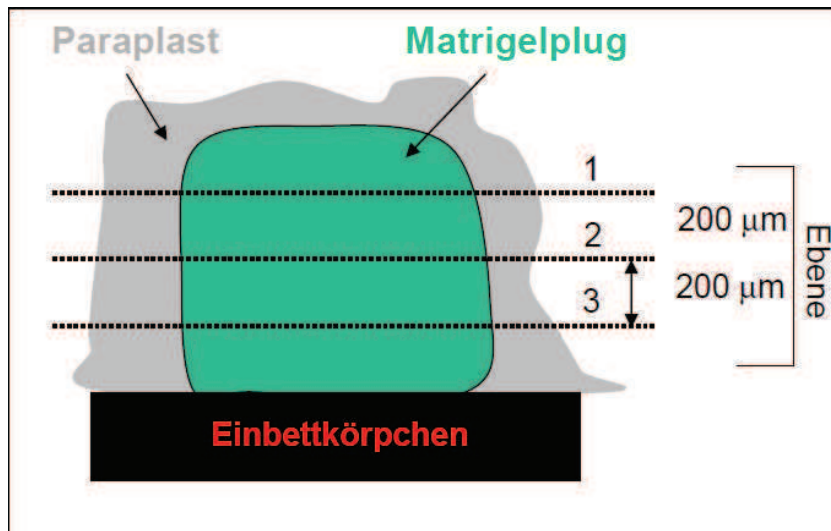 Paraplast Matrigelplug
1
200 µm
2
200 µm
3
Ebene
Einbettkörpchen